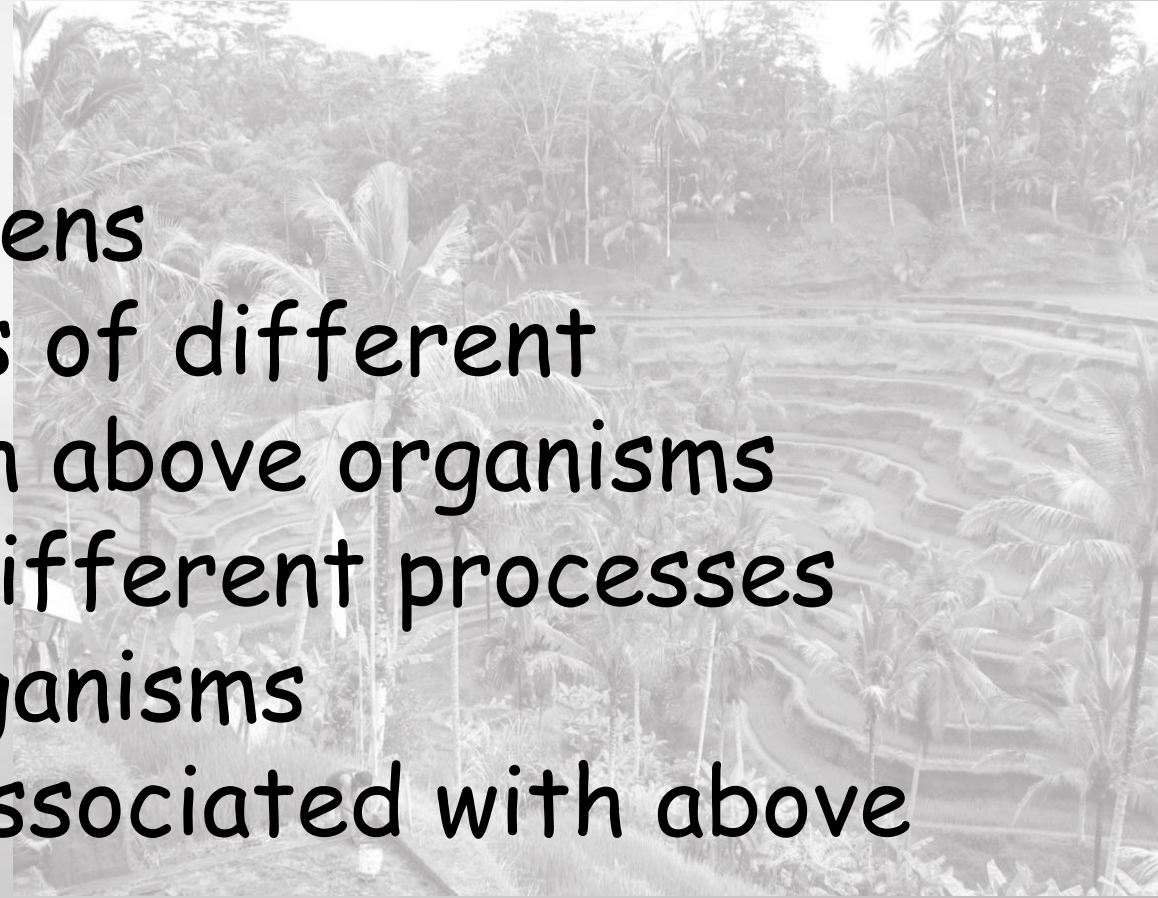 ens
s of different
above organisms
ifferent processes
ganisms
ssociated with above